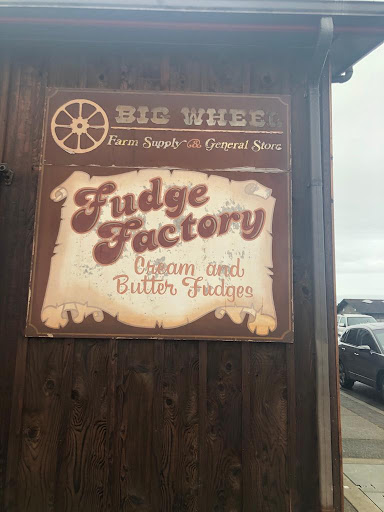 BIG WHEEL
Farm Supply & General Store
Fudge
Factory
Cream and
Butter Fudges